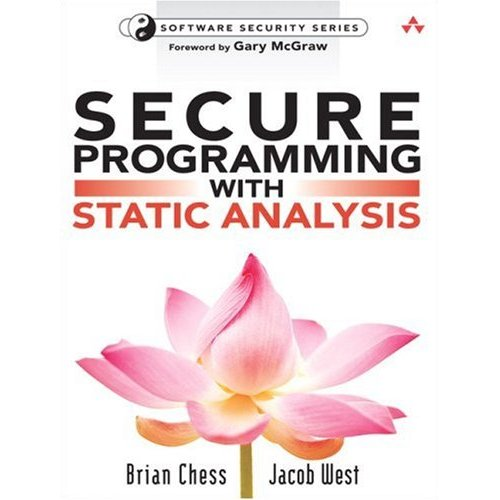 SOFTWARE SECURITY SERIES
Foreword by Gary McGraw
SECURE
PROGRAMMING
WITH
STATIC ANALYSIS
Brian Chess Jacob West